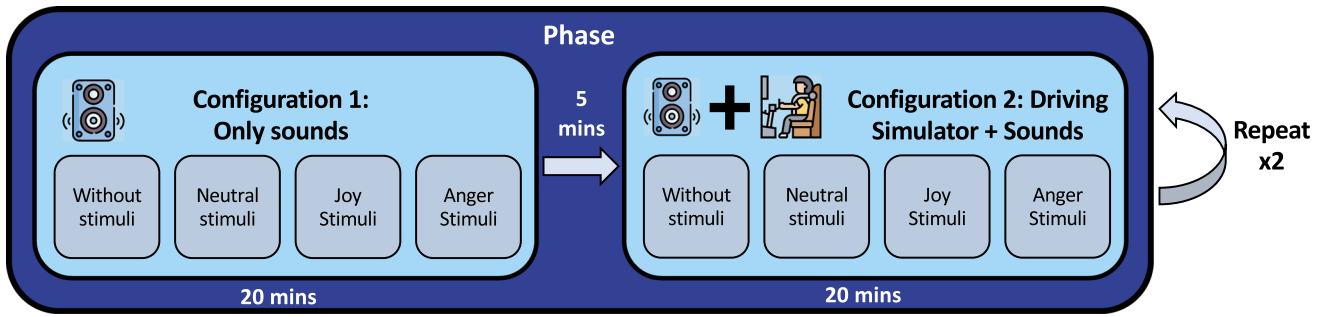 Phase
Configuration 1:
Only sounds
Without
stimuli
Neutral
stimuli
Joy
Stimuli
Anger
Stimuli
20 mins
5
mins
Configuration 2: Driving
Simulator + Sounds
Without
stimuli
Neutral
stimuli
Joy
Stimuli
Anger
Stimuli
20 mins
Repeat
x2